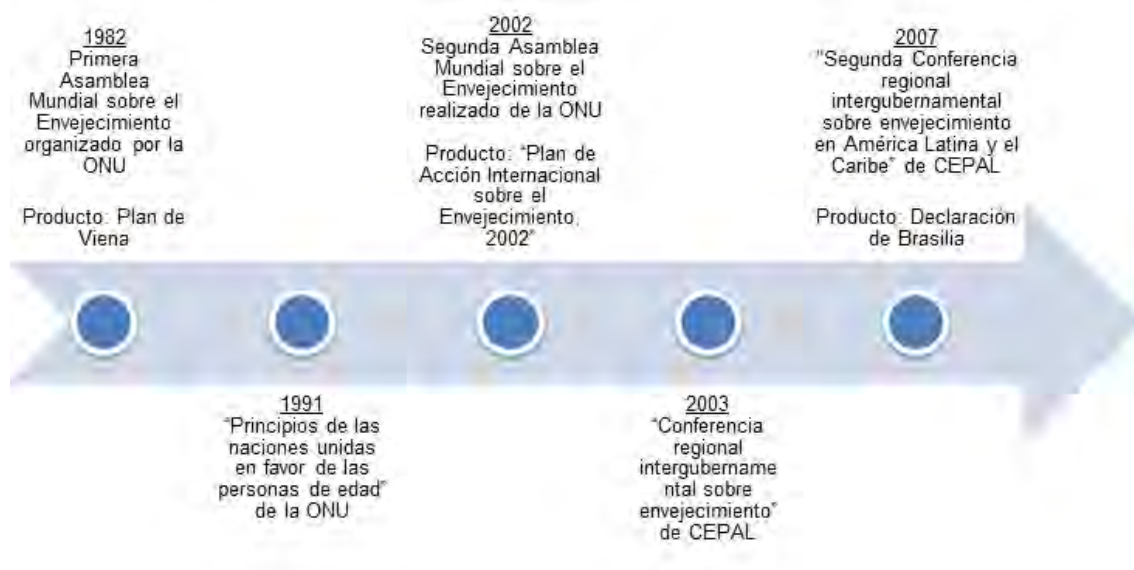 1982
Primera
Asamblea
Mundial sobre el
Envejecimiento
organizado por la
ONU
Producto: Plan de
Viena
1991
"Principios de las
naciones unidas
en favor de las
personas de edad"
de la ONU
2002
Segunda Asamblea
Mundial sobre el
Envejecimiento
realizado de la ONU
Producto: "Plan de
Acción Internacional
sobre el
Envejecimiento,
2002"
2003
"Conferencia
regional
intergubername
ntal sobre
envejecimiento"
de CEPAL
2007
"Segunda Conferencia
regional
intergubernamental
sobre envejecimiento
en América Latina y el
Caribe" de CEPAL
Producto: Declaración
de Brasilia